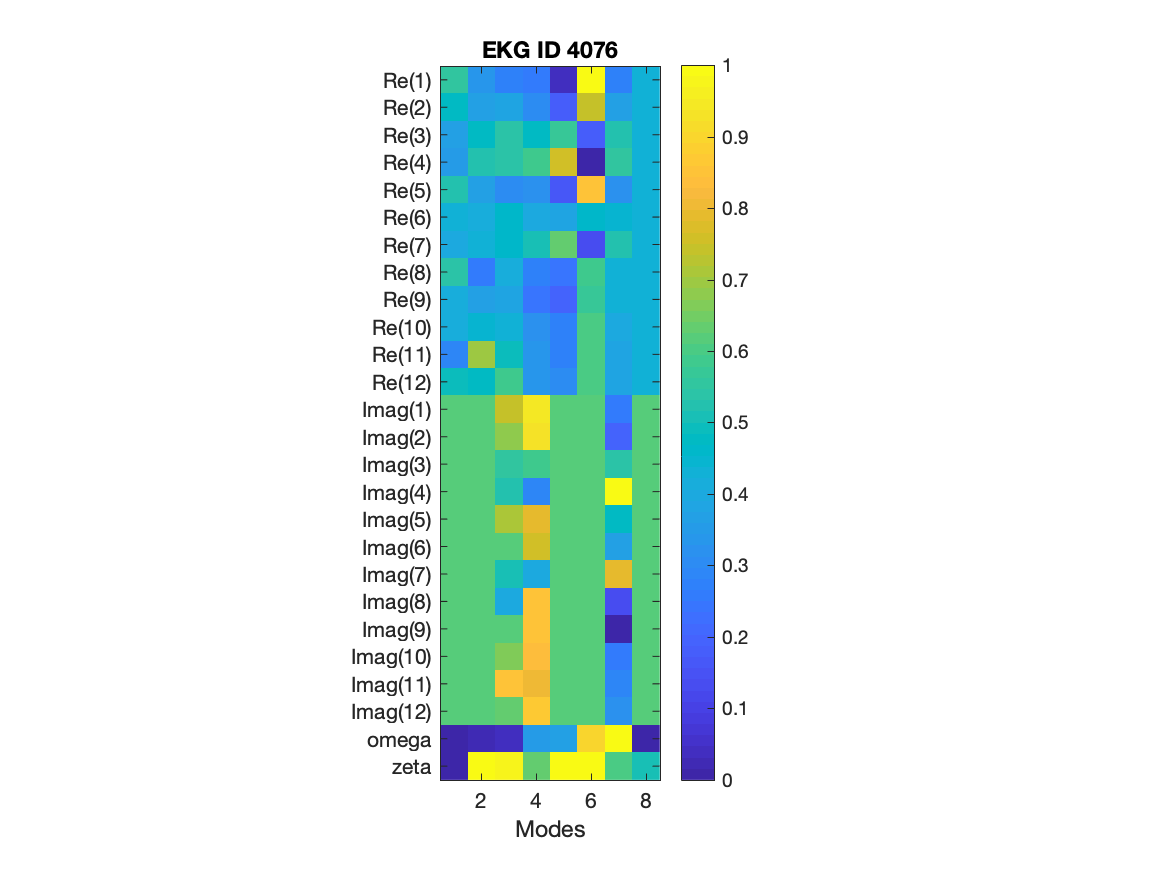 EKG ID 4076
Re(1)
Re(2)
Re(3)
Re(4)
Re(5)
Re(6)
Re(7)
Re(8)
Re(9)
Re(10)
Re(11)
Re(12)
Imag(1)
Imag(2)
Imag(3)
Imag(4)
Imag(5)
Imag(6)
Imag(7)
Imag(8)
Imag(9)
Imag(10)
Imag(11)
Imag(12)
omega
zeta
2 4 6 8
Modes
1
0.9
0.8
0.7
0.6
0.5
0.4
0.3
0.2
0.1
0